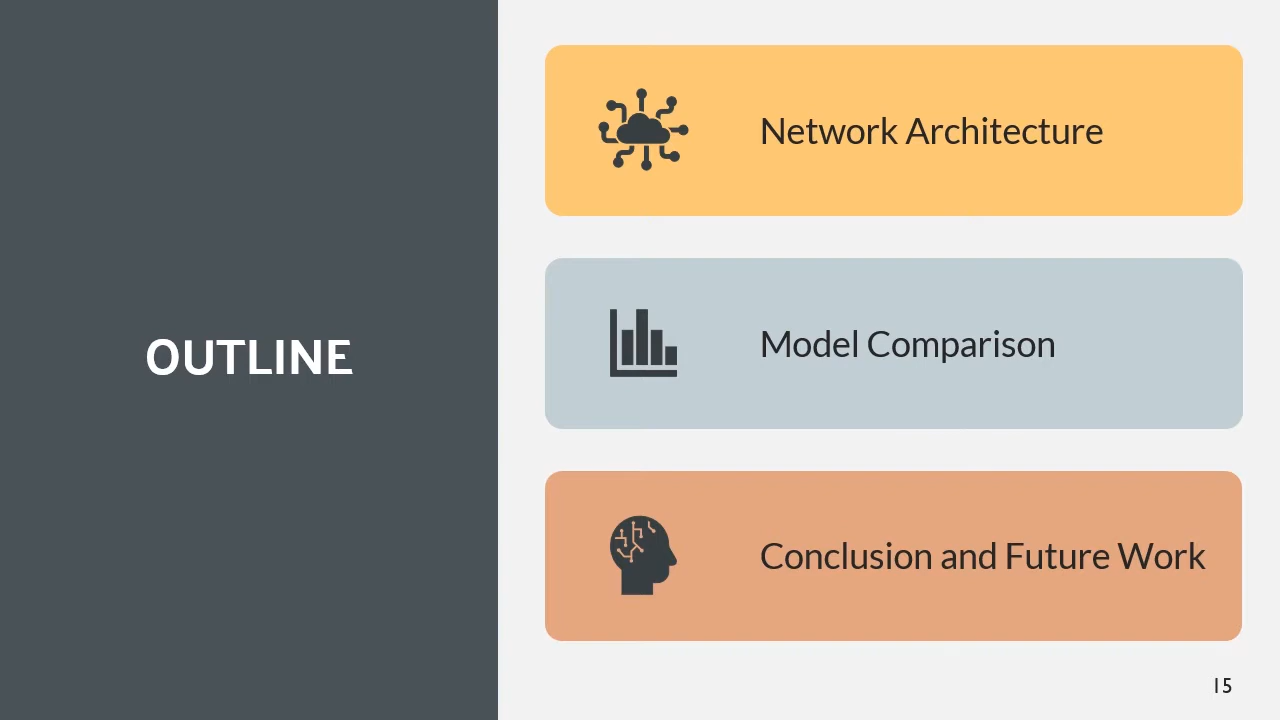 OUTLINE
Network Architecture
Model Comparison
Conclusion and Future Work
15